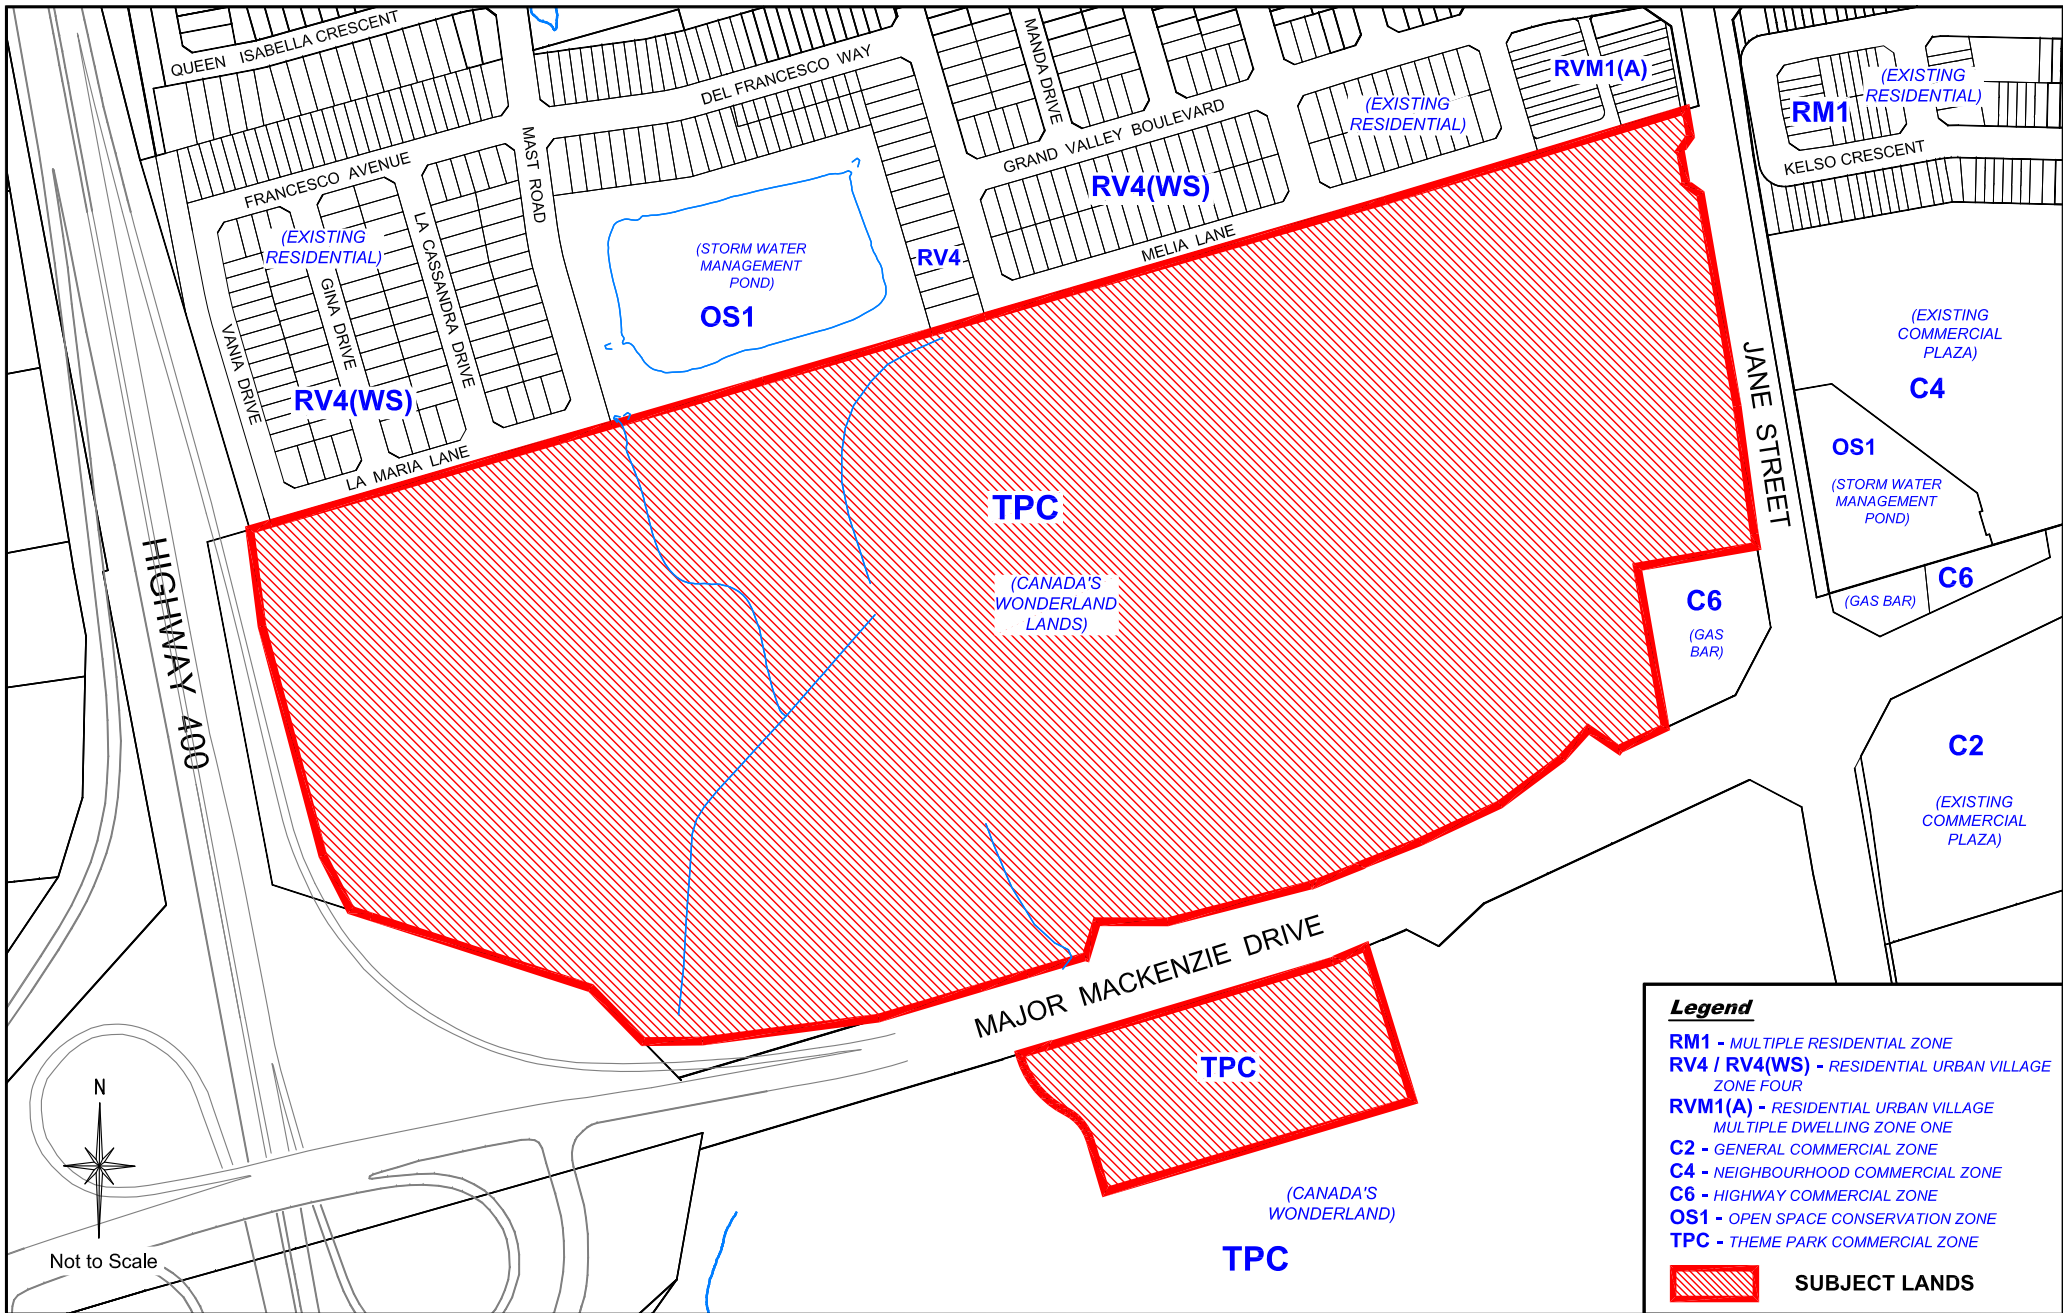 QUEEN ISABELLA CRESCENT
DEL FRANCESCO WAY
MANDA DRIVE
GRAND VALLEY BOULEVARD
(EXISTING
RESIDENTIAL)
RVM1(A)
RM1
(EXISTING
RESIDENTIAL)
KELSO CRESCENT
FRANCESCO AVENUE
MAST ROAD
(EXISTING
RESIDENTIAL)
LA CASSANDRA DRIVE
GINA DRIVE
VANIA DRIVE
RV4(WS)
LA MARIA LANE
(STORM WATER
MANAGEMENT
POND)
OS1
RV4
RV4(WS)
MELIA LANE
(EXISTING
COMMERCIAL
PLAZA)
C4
JANE STREET
OS1
(STORM WATER
MANAGEMENT
POND)
TPC
(CANADA'S
WONDERLAND
LANDS)
HIGHWAY 400
C6
(GAS
BAR)
C6
(GAS BAR)
C2
(EXISTING
COMMERCIAL
PLAZA)
MAJOR MACKENZIE DRIVE
TPC
(CANADA'S
WONDERLAND)
TPC
N
Not to Scale
Legend
RM1 - MULTIPLE RESIDENTIAL ZONE
RV4 / RV4(WS) - RESIDENTIAL URBAN VILLAGE
ZONE FOUR
RVM1(A) - RESIDENTIAL URBAN VILLAGE
MULTIPLE DWELLING ZONE ONE
C2 - GENERAL COMMERCIAL ZONE
C4 - NEIGHBOURHOOD COMMERCIAL ZONE
C6 - HIGHWAY COMMERCIAL ZONE
OS1 - OPEN SPACE CONSERVATION ZONE
TPC - THEME PARK COMMERCIAL ZONE
SUBJECT LANDS